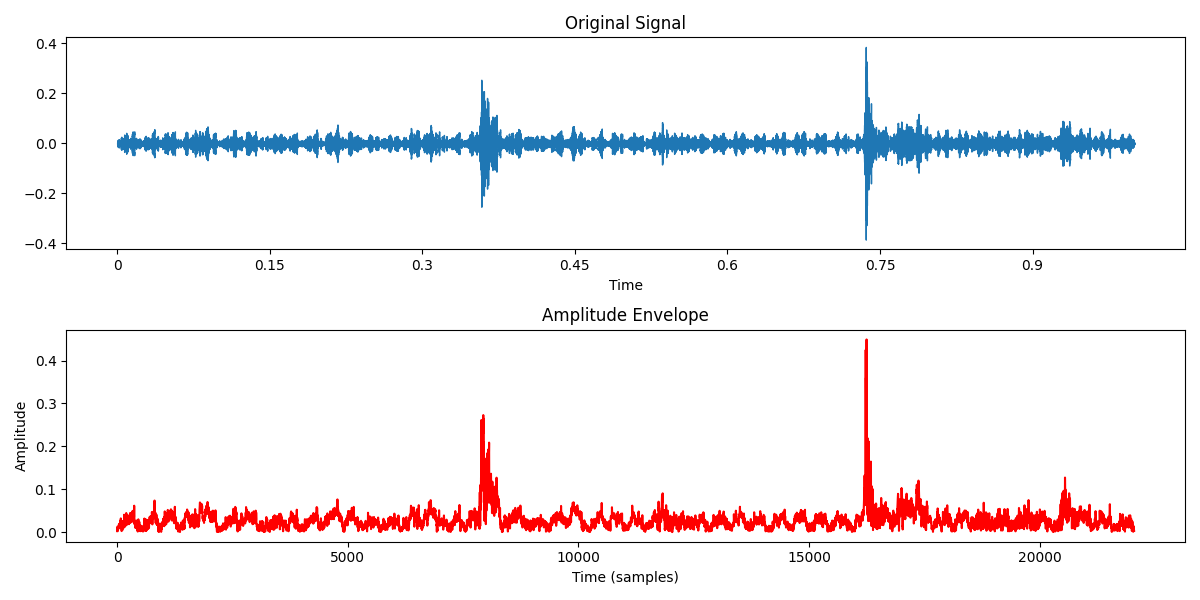 Original Signal
0.4
0.2
0.0
−0.2
−0.4
0 0.15 0.3 0.45 0.6 0.75 0.9
Time
Amplitude Envelope
Amplitude
0.4
0.3
0.2
0.1
0.0
0 5000 10000 15000 20000
Time (samples)